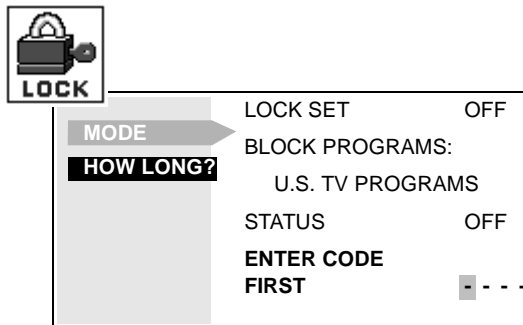 LOCK
LOCK SET OFF
MODE
BLOCK PROGRAMS:
HOW LONG?
U.S. TV PROGRAMS
STATUS OFF
ENTER CODE
FIRST - - - -